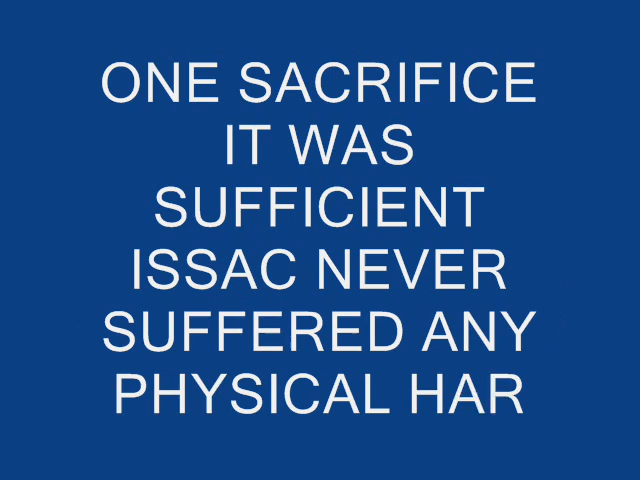 ONE SACRIFICE
IT WAS
SUFFICIENT
ISSAC NEVER
SUFFERED ANY
PHYSICAL HAR